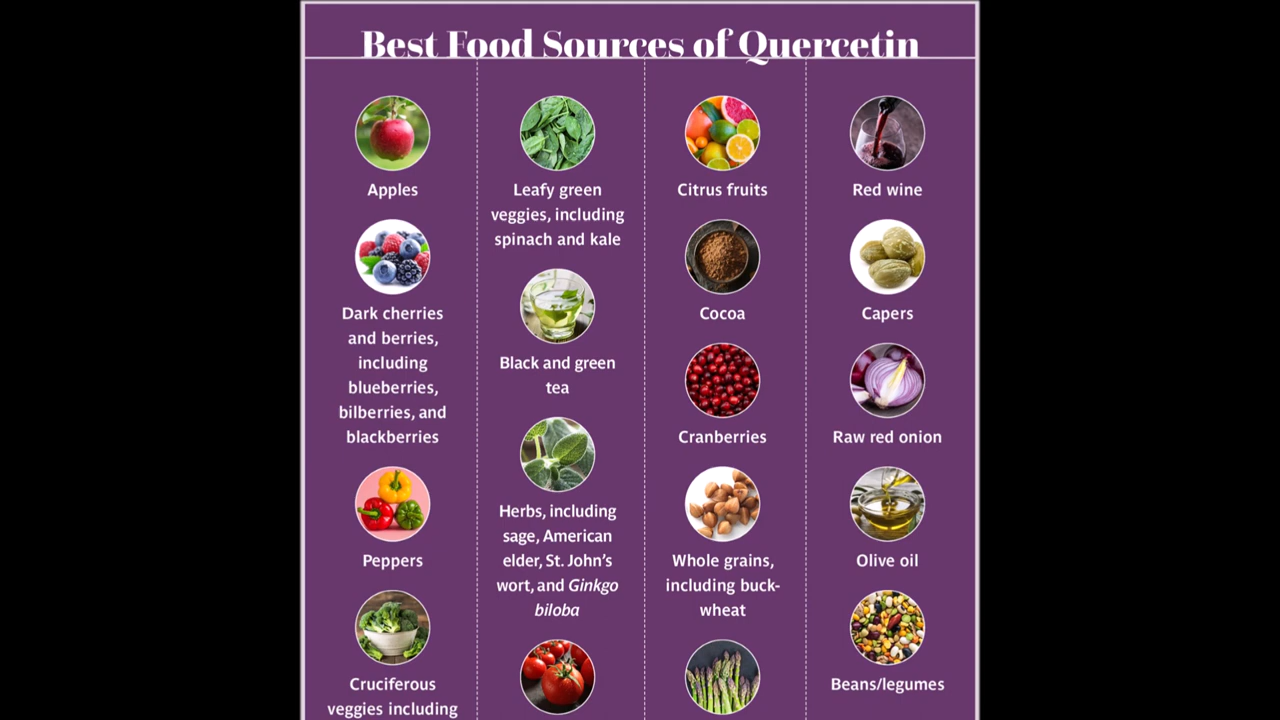 Best Food Sources of Quercetin
Apples
Dark cherries
and berries,
including
blueberries,
bilberries, and
blackberries
Peppers
Cruciferous
veggies including
Leafy green
veggies, including
spinach and kale
Black and green
tea
Herbs, including
sage, American
elder, St. John's
wort, and Ginkgo
biloba
Citrus fruits
Cocoa
Cranberries
Whole grains,
including buck-
wheat
Red wine
Capers
Raw red onion
Olive oil
Beans/legumes